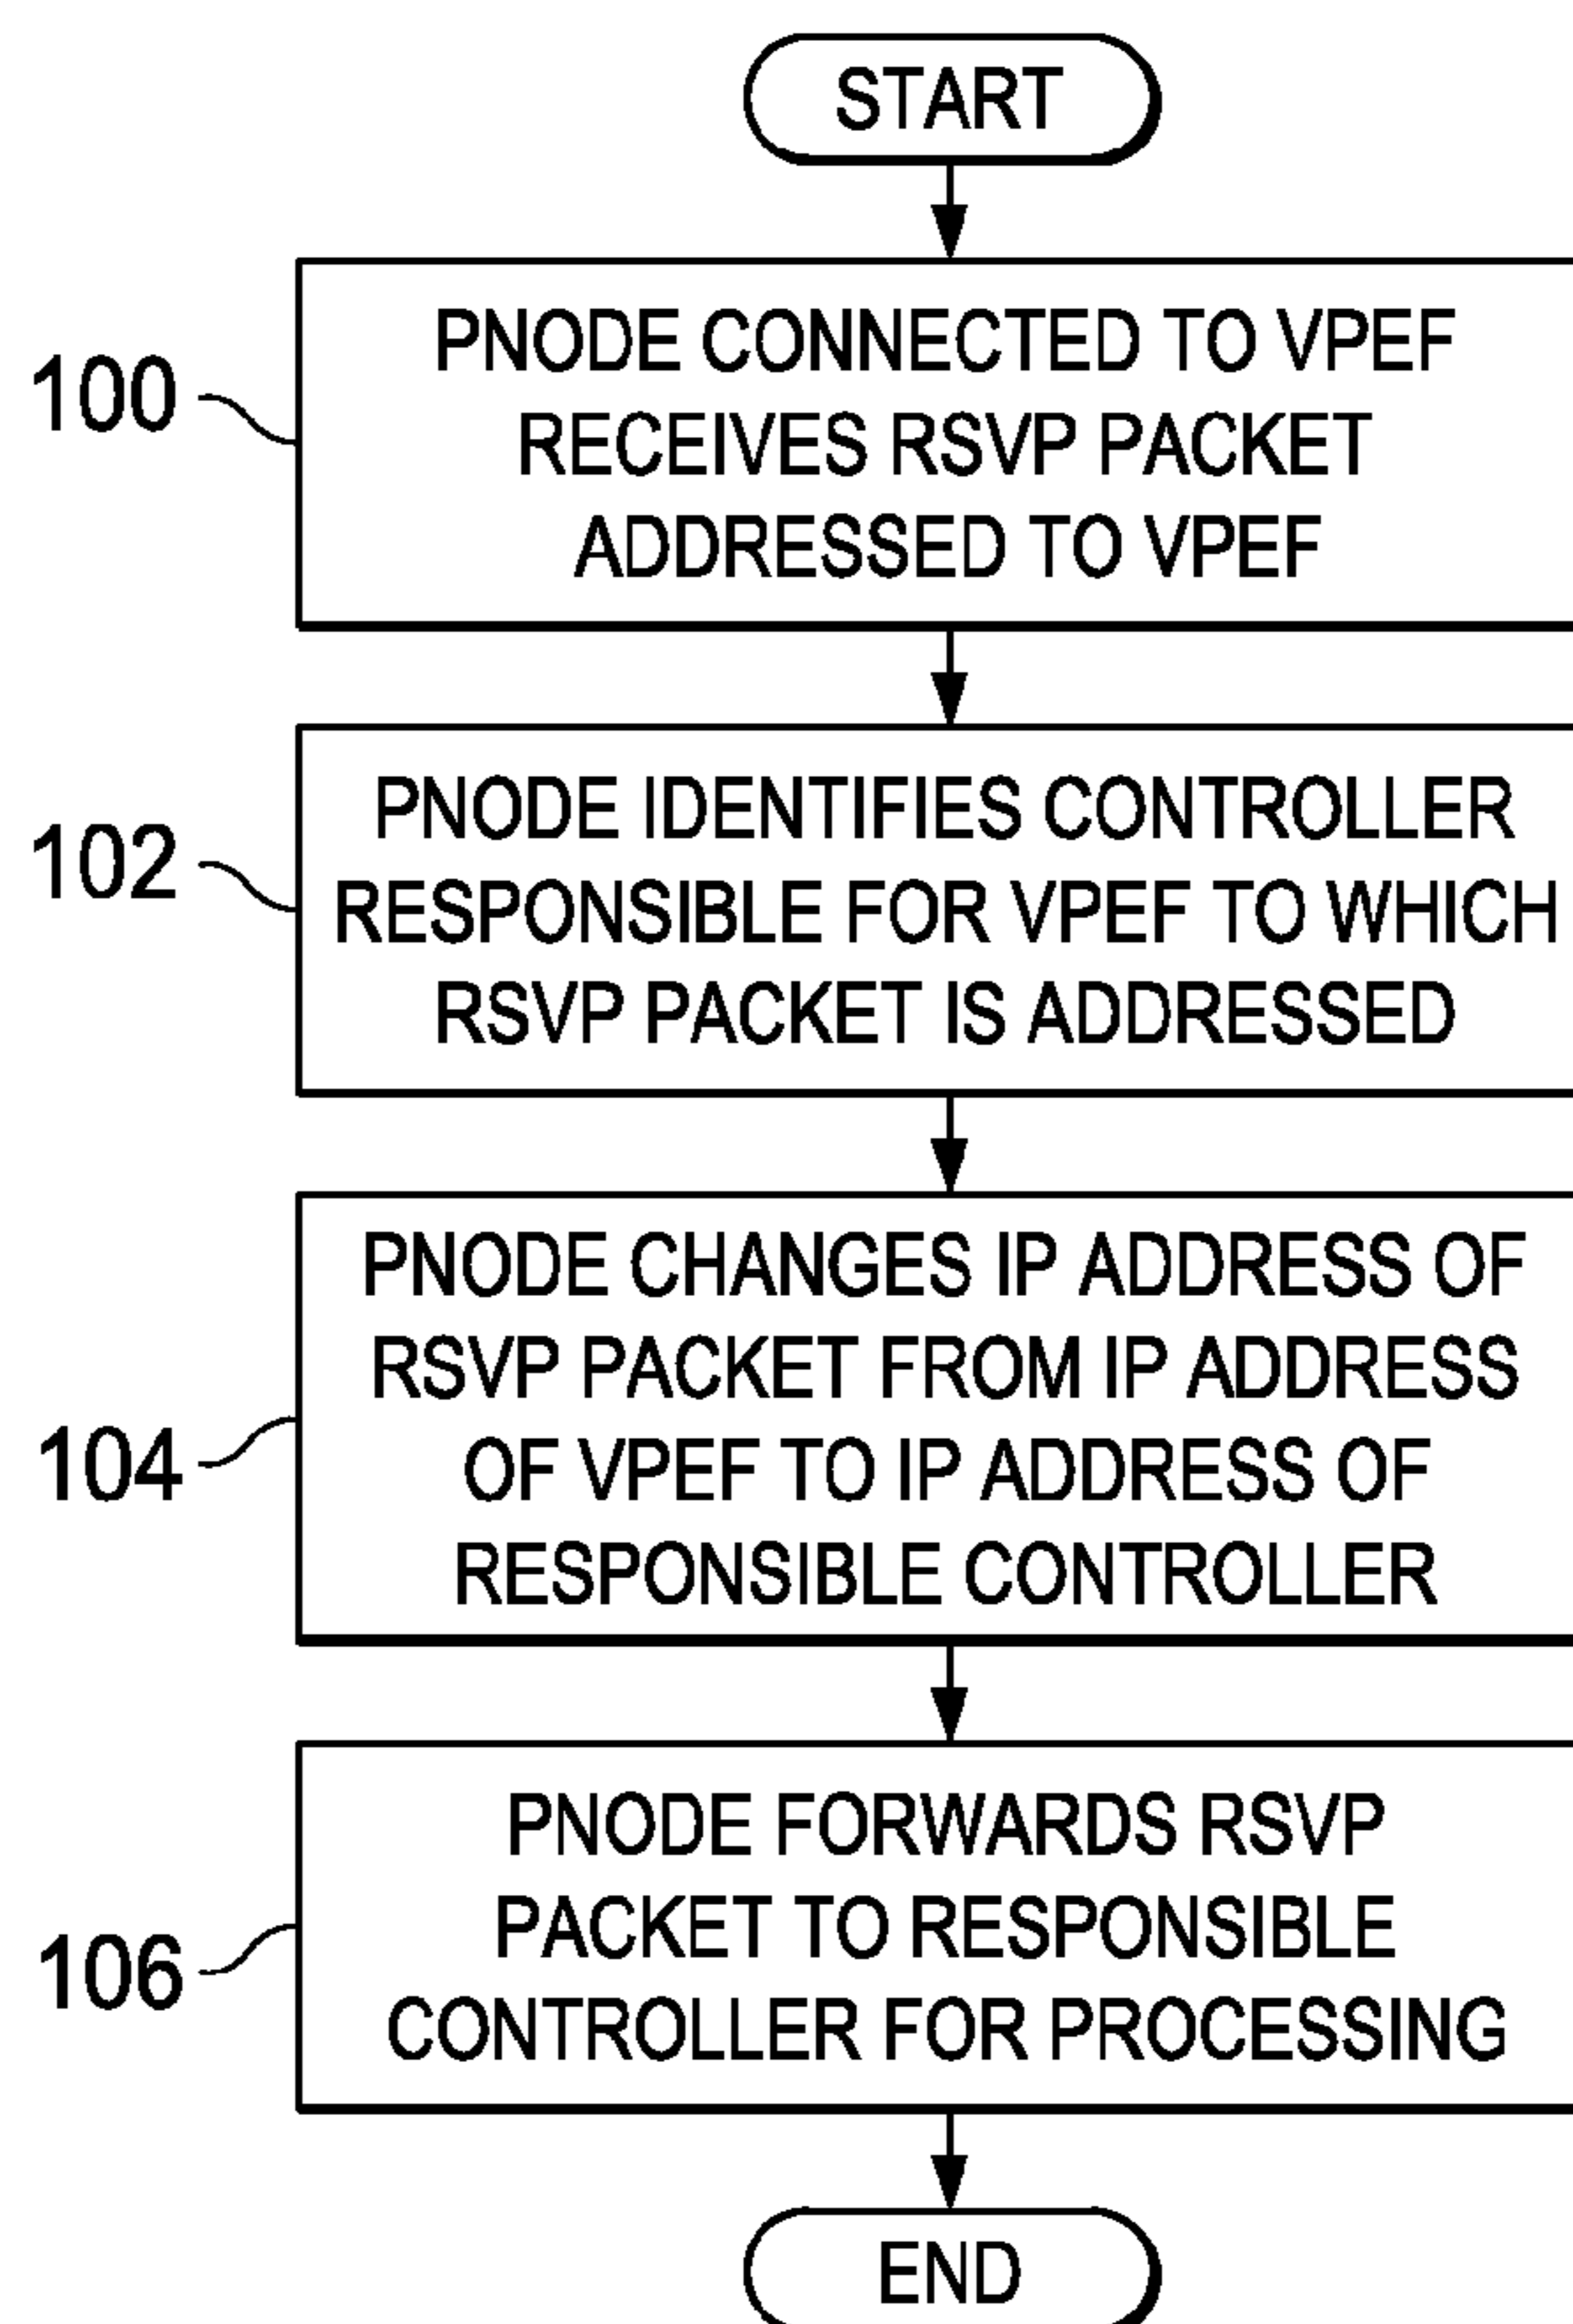 START
100
PNODE CONNECTED TO VPEF
RECEIVES RSVP PACKET
ADDRESSED TO VPEF
102
PNODE IDENTIFIES CONTROLLER
RESPONSIBLE FOR VPEF TO WHICH
RSVP PACKET IS ADDRESSED
104
PNODE CHANGES IP ADDRESS OF
RSVP PACKET FROM IP ADDRESS
OF VPEF TO IP ADDRESS OF
RESPONSIBLE CONTROLLER
106
PNODE FORWARDS RSVP
PACKET TO RESPONSIBLE
CONTROLLER FOR PROCESSING
END